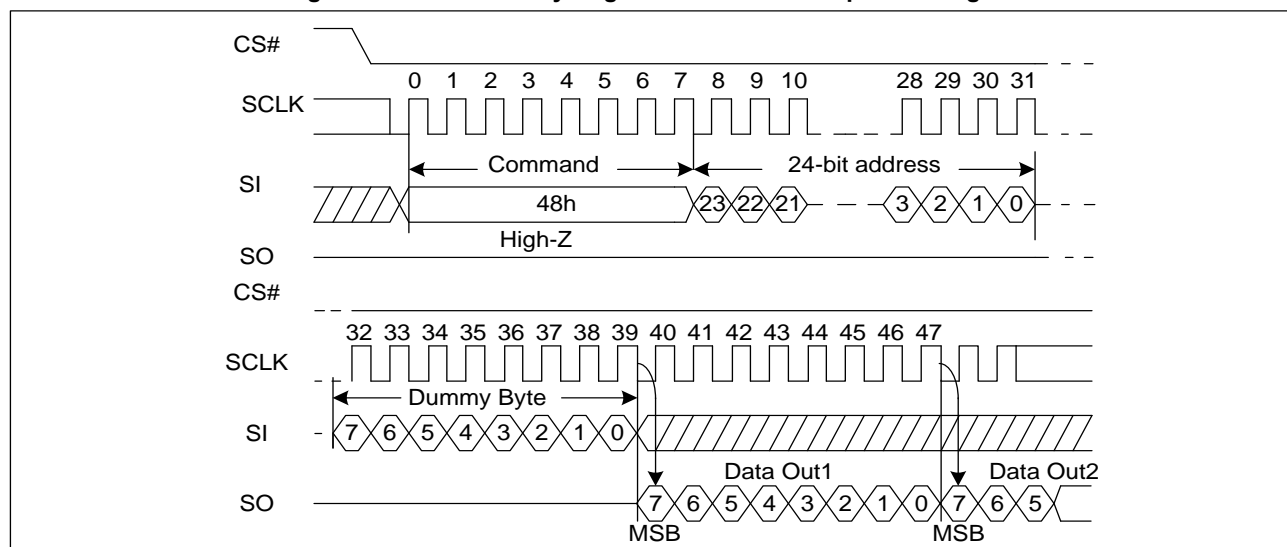 CS#
0 1 2 3 4 5 6 7 8 9 10 28 29 30 31
SCLK
Command 24-bit address
SI
48h 23 22 21 3 2 1 0
High-Z
SO
CS#
32 33 34 35 36 37 38 39 40 41 42 43 44 45 46 47
SCLK
Dummy Byte
SI 7 6 5 4 3 2 1 0
Data Out1 Data Out2
SO 7 6 5 4 3 2 1 0 7 6 5
MSB MSB